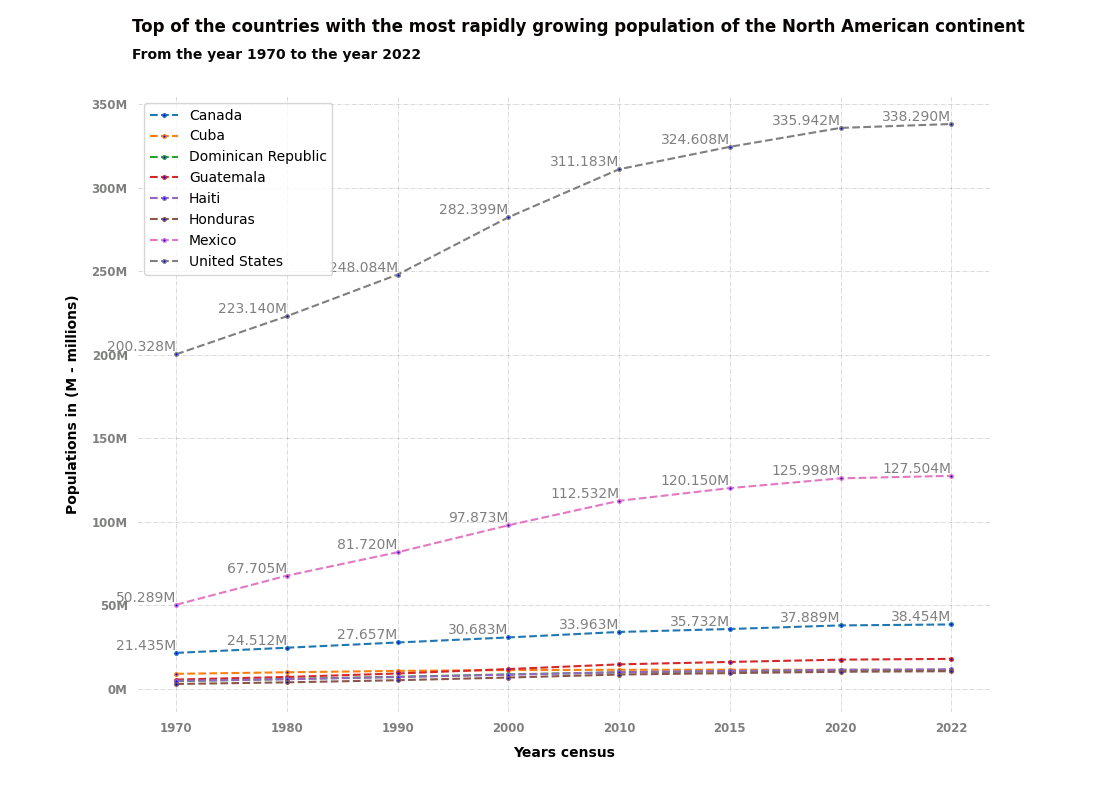 Top of the countries with the most rapidly growing population of the North American continent
From the year 1970 to the year 2022
Populations in (M - millions)
350M
300M
250M
200M
150M
100M
50M
0M
Canada
Cuba
Dominican Republic
Guatemala
Haiti
Honduras
Mexico
United States
200.328M
223.140M
248.084M
282.399M
311.183M
324.608M
335.942M
338.290M
50.289M
67.705M
81.720M
97.873M
112.532M
120.150M
125.998M
127.504M
21.435M
24.512M
27.657M
30.683M
33.963M
35.732M
37.889M
38.454M
1970 1980 1990 2000 2010 2015 2020 2022
Years census